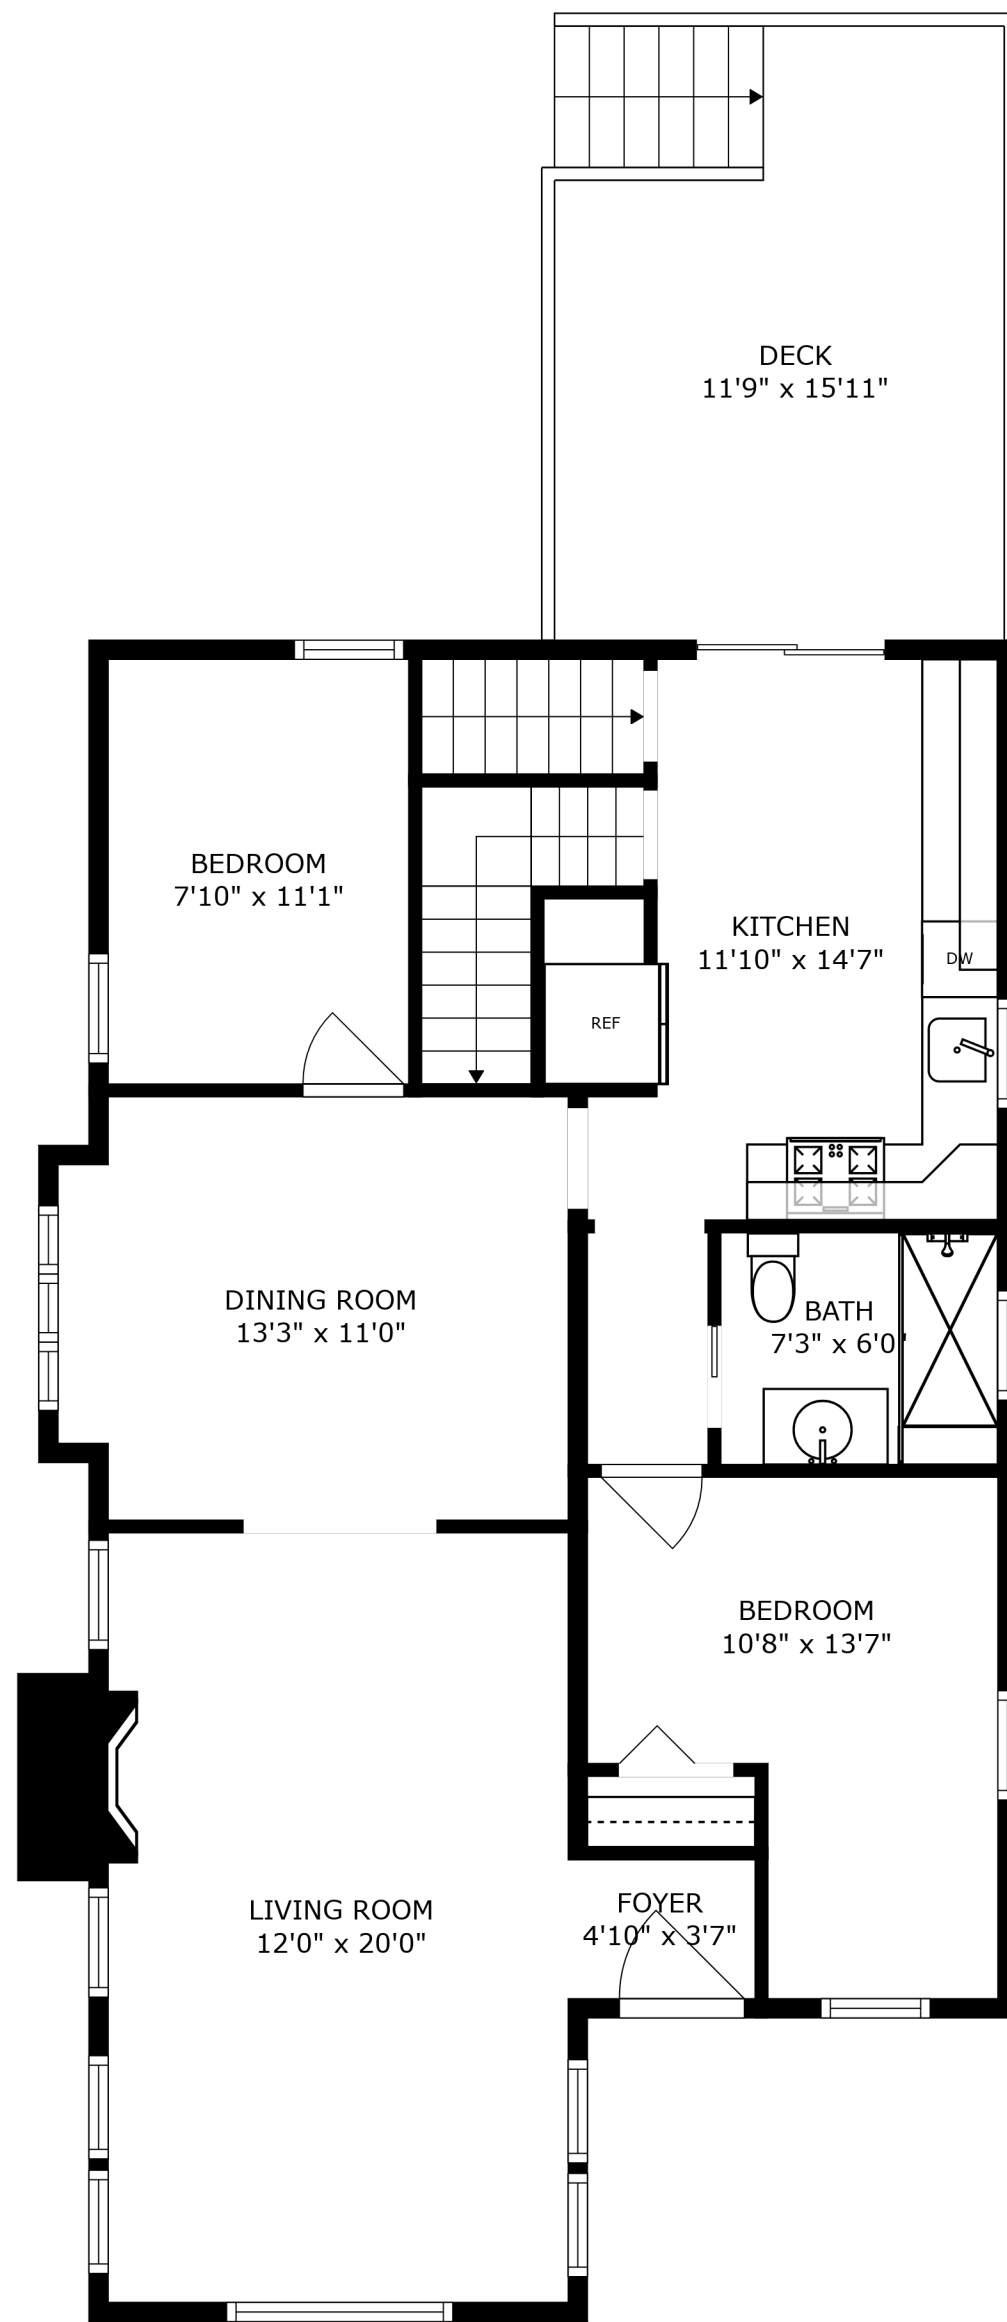 DECK
11'9" x 15'11"
BEDROOM
7'10" x 11'1"
KITCHEN
11'10" x 14'7"
DW
REF
DINING ROOM
13'3" x 11'0"
BATH
7'3" x 6'0"
BEDROOM
10'8" x 13'7"
LIVING ROOM
12'0" x 20'0"
FOYER
4'10" x 3'7"